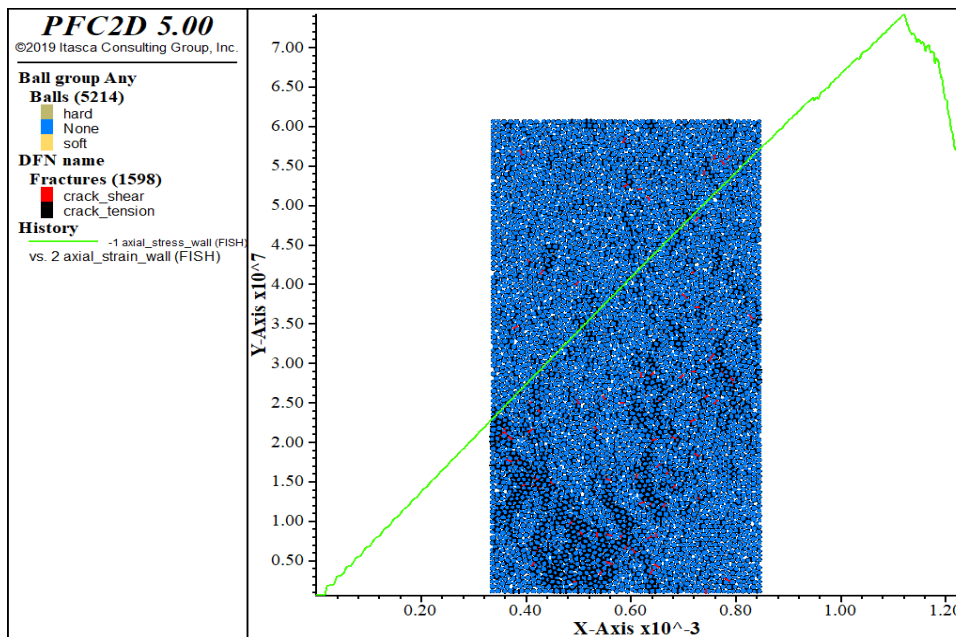 PFC2D 5.00
©2019 Itasca Consulting Group, Inc.
Ball group Any
Balls (5214)
hard
None
soft
DFN name
Fractures (1598)
crack_shear
crack_tension
History
-1 axial_stress_wall (FISH)
vs. 2 axial_strain_wall (FISH)
Y-Axis x10^7
7.00
6.50
6.00
5.50
5.00
4.50
4.00
3.50
3.00
2.50
2.00
1.50
1.00
0.50
0.20
0.40
0.60
0.80
1.00
1.20
X-Axis x10^-3